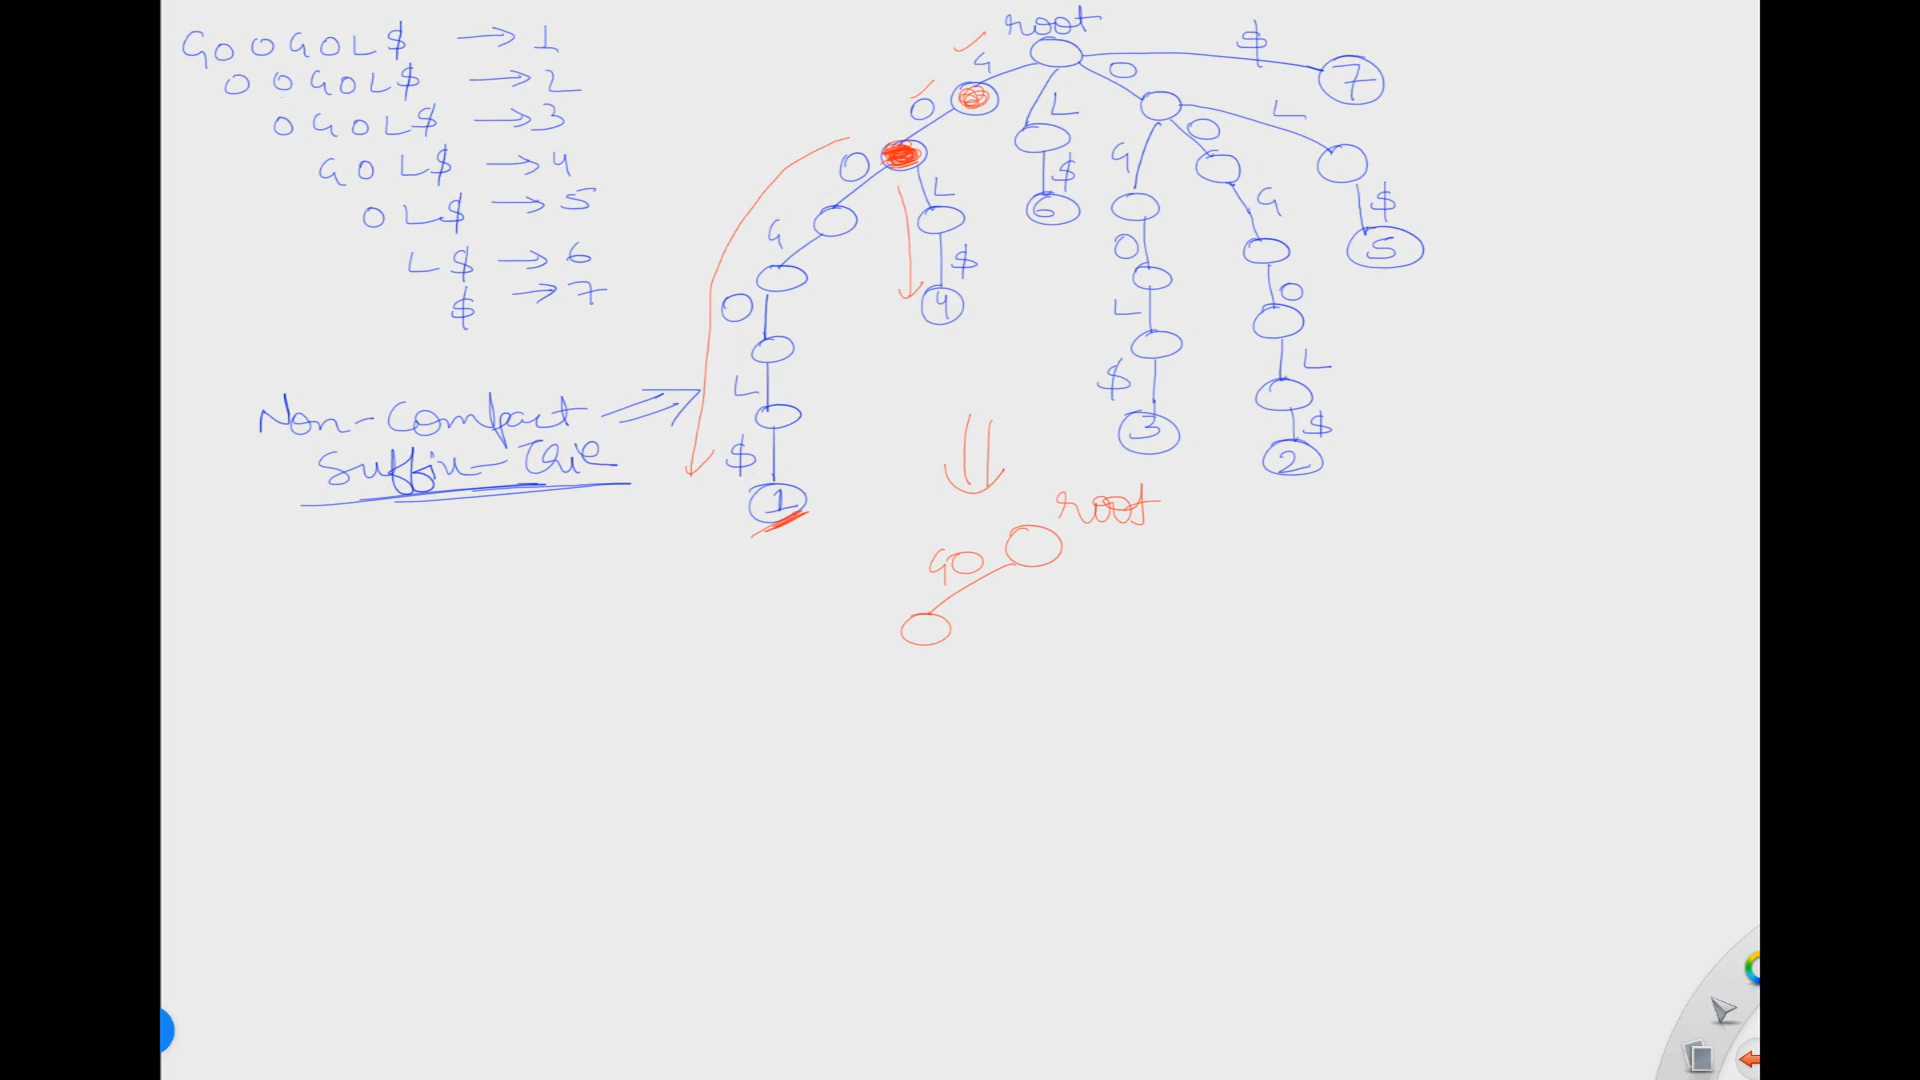 GOOGOL$ → 1
OOGOL$ → 2
OGOL$ → 3
GOL$ → 4
OL$ → 5
L$ → 6
$ → 7
Non-Compact
Suffix-Trie
root
G L O $
7
O
O L
L
G O L
$
6
G
$
5
G
$
4
O
O
O
L
L
L
$
3
$
2
$
1
root
GO